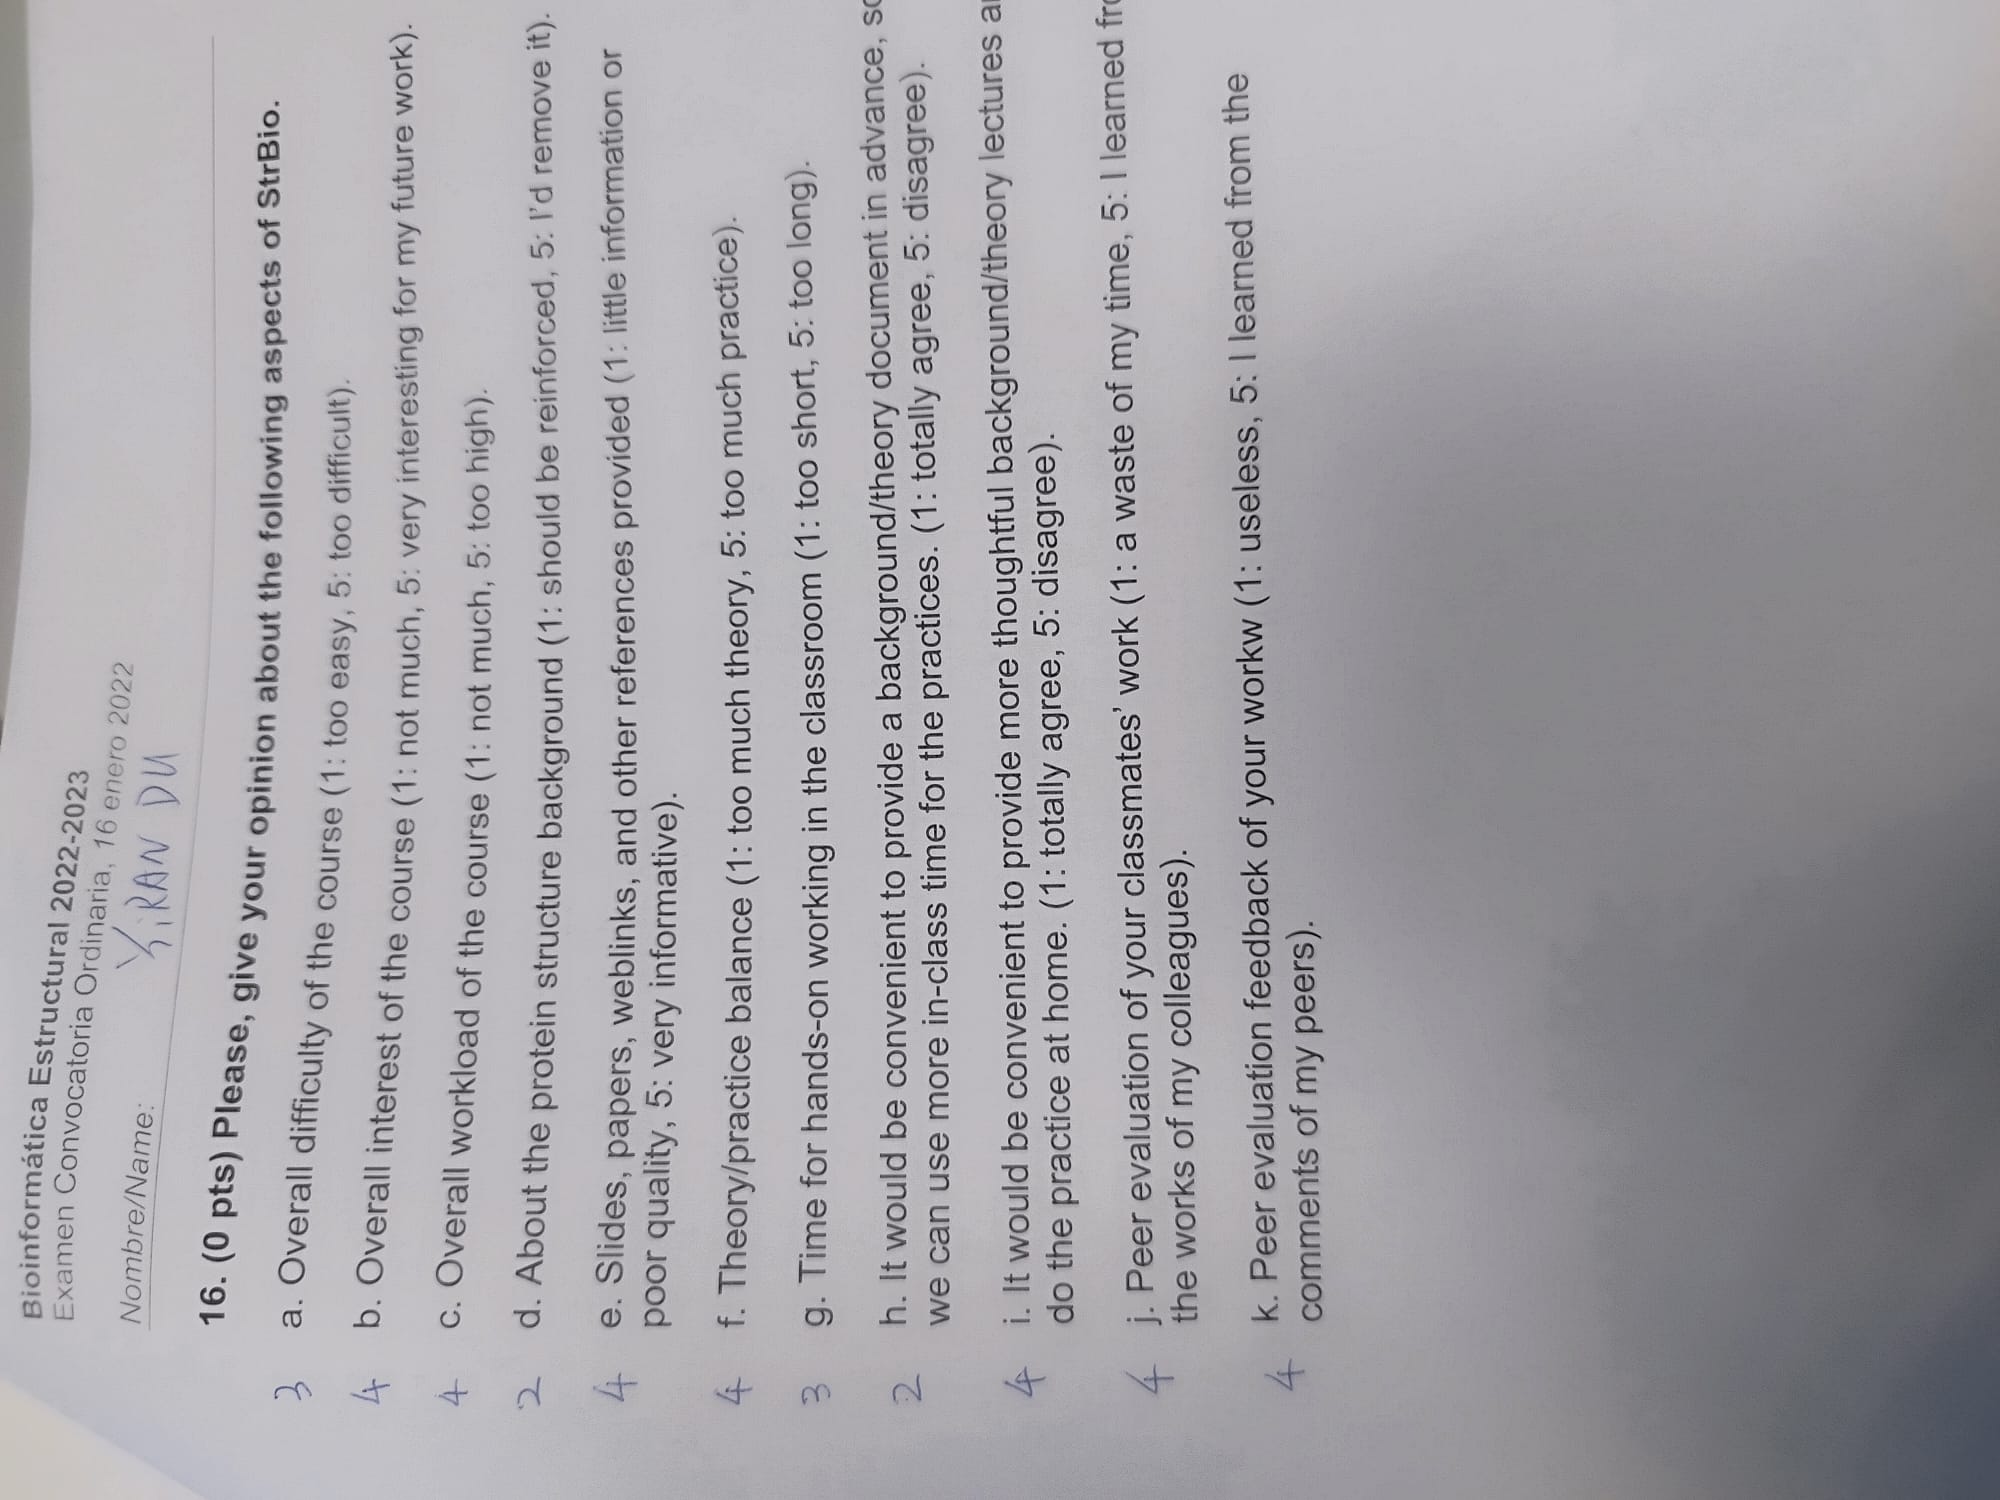 Bioinformática Estructural 2022-2023
Examen Convocatoria Ordinaria, 16 enero 2022
Nombre/Name: YiRAN DU
16. (0 pts) Please, give your opinion about the following aspects of StrBio.
3 a. Overall difficulty of the course (1: too easy, 5: too difficult).
4 b. Overall interest of the course (1: not much, 5: very interesting for my future work).
4 c. Overall workload of the course (1: not much, 5: too high).
2 d. About the protein structure background (1: should be reinforced, 5: I'd remove it).
4 e. Slides, papers, weblinks, and other references provided (1: little information or
poor quality, 5: very informative).
4 f. Theory/practice balance (1: too much theory, 5: too much practice).
3 g. Time for hands-on working in the classroom (1: too short, 5: too long).
2 h. It would be convenient to provide a background/theory document in advance, so
we can use more in-class time for the practices. (1: totally agree, 5: disagree).
4 i. It would be convenient to provide more thoughtful background/theory lectures
do the practice at home. (1: totally agree, 5: disagree).
4 j. Peer evaluation of your classmates' work (1: a waste of my time, 5: I learned
the works of my colleagues).
4 k. Peer evaluation feedback of your workw (1: useless, 5: I learned from the
comments of my peers).